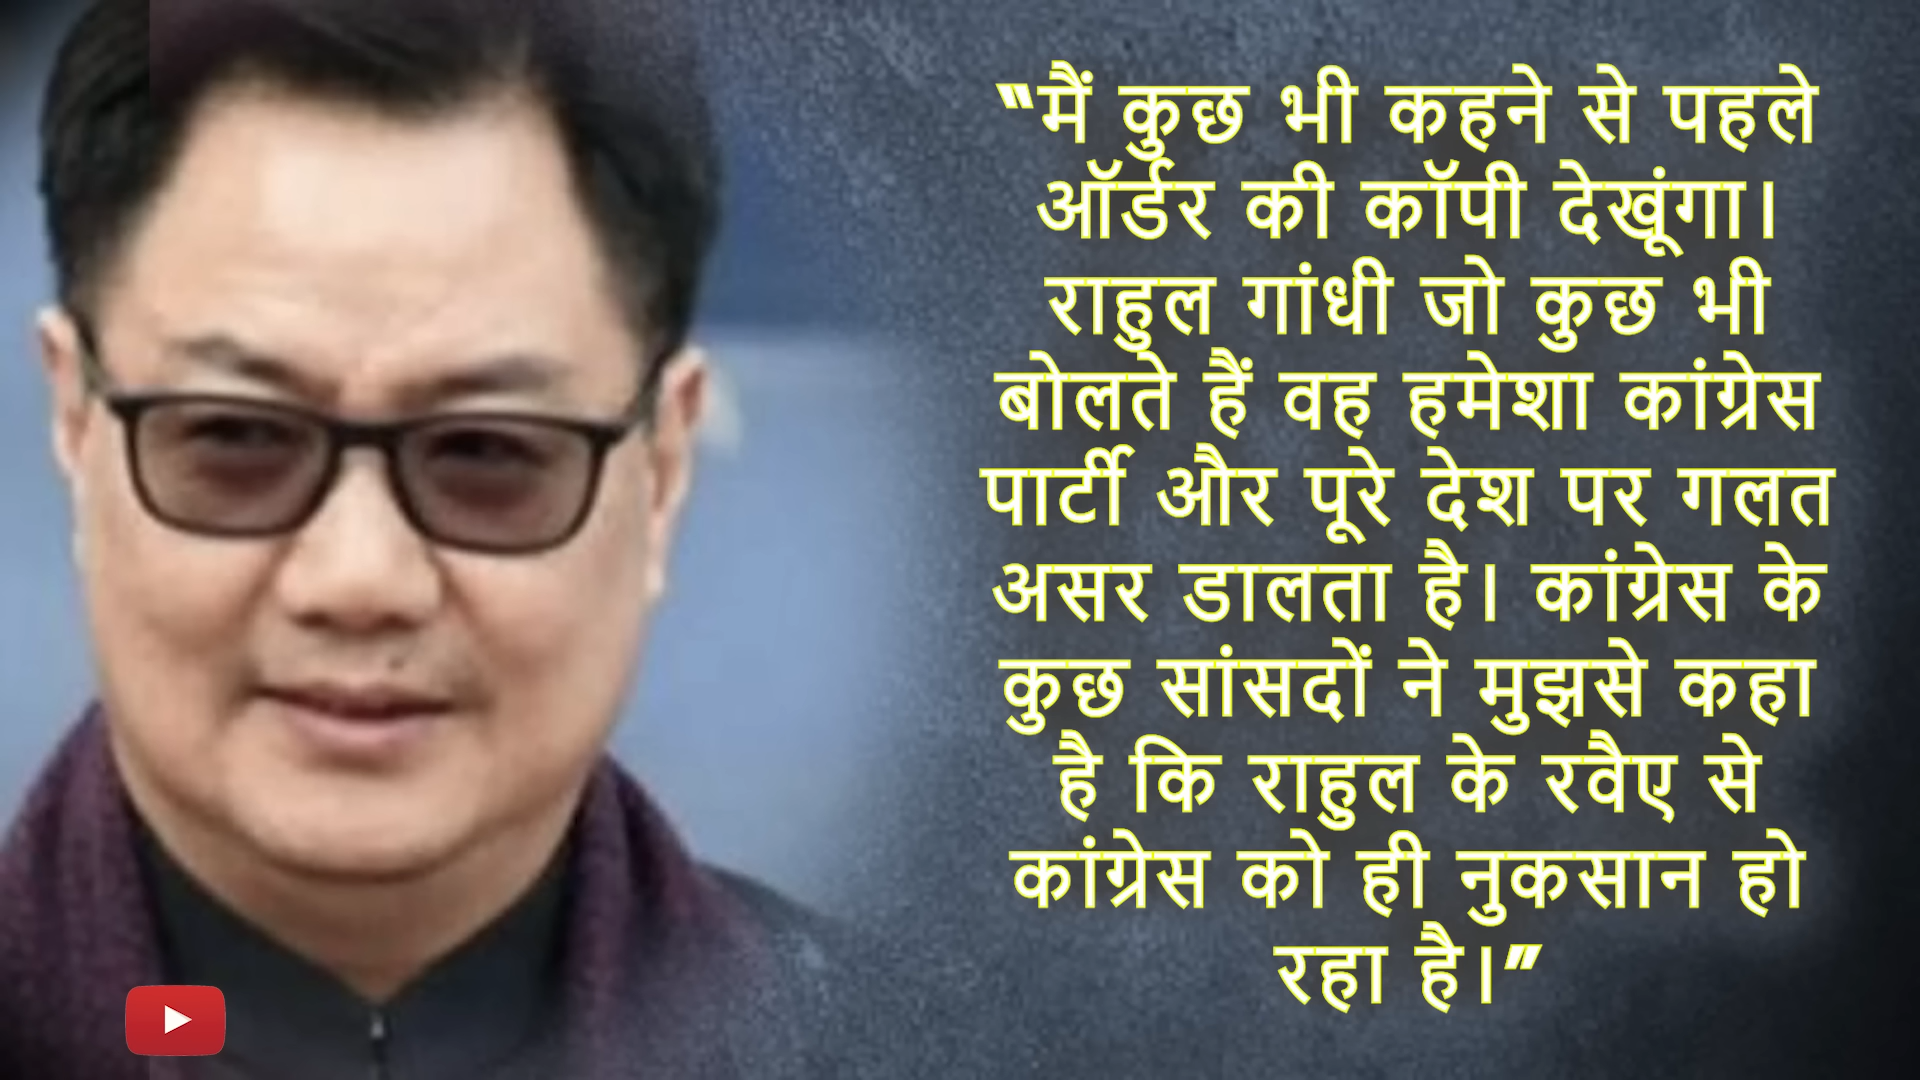 "मैं कुछ भी कहने से पहले
ऑर्डर की कॉपी देखूंगा।
राहुल गांधी जो कुछ भी
बोलते हैं वह हमेशा कांग्रेस
पार्टी और पूरे देश पर गलत
असर डालता है। कांग्रेस के
कुछ सांसदों ने मुझसे कहा
है कि राहुल के रवैए से
कांग्रेस को ही नुकसान हो
रहा है।”